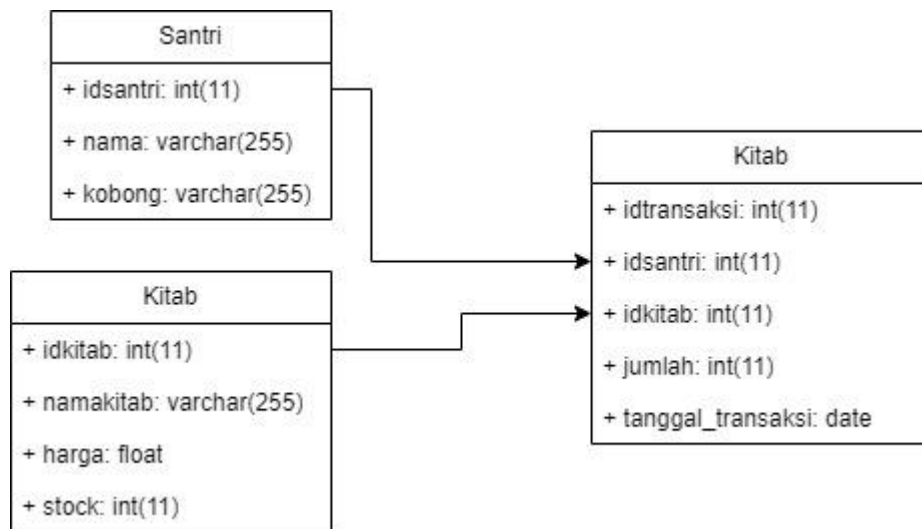 Santri
+ idsantri: int(11)
+ nama: varchar(255)
+ kobong: varchar(255)
Kitab
+ idkitab: int(11)
+ namakitab: varchar(255)
+ harga: float
+ stock: int(11)
Kitab
+ idtransaksi: int(11)
+ idsantri: int(11)
+ idkitab: int(11)
+ jumlah: int(11)
+ tanggal_transaksi: date